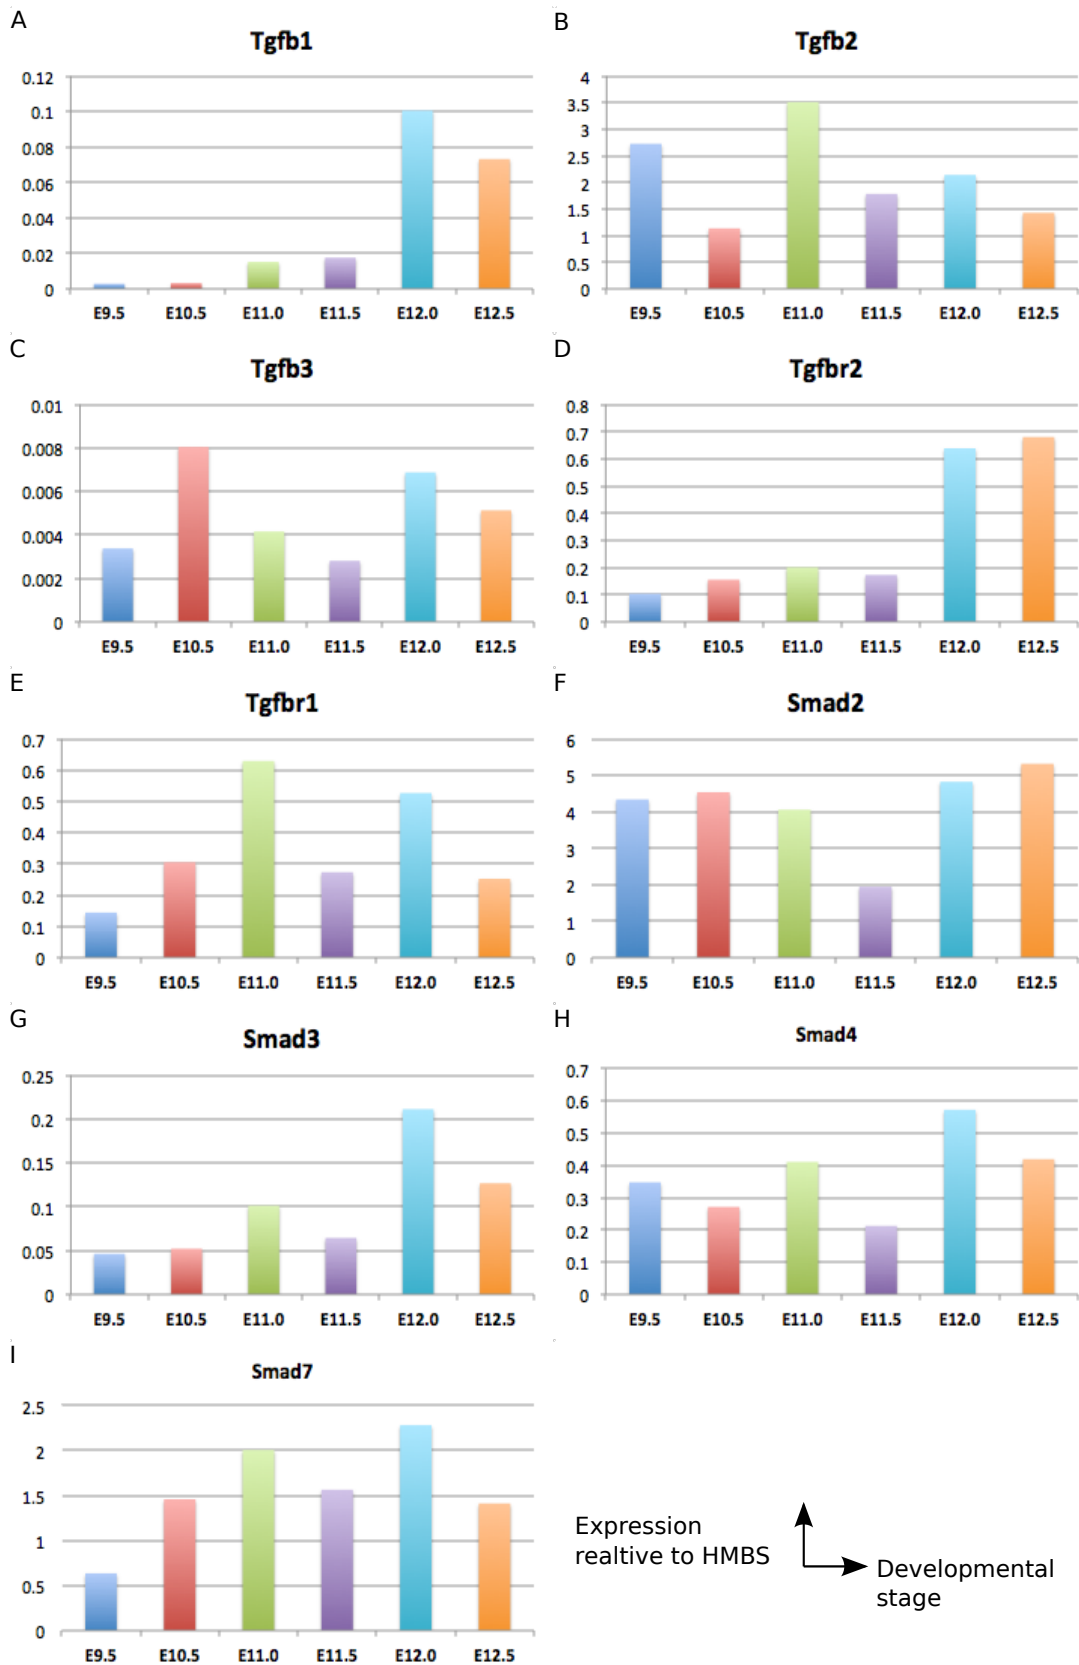 A
Tgfb1
0.12
0.1
0.08
0.06
0.04
0.02
0
E9.5 E10.5 E11.0 E11.5 E12.0 E12.5
B
Tgfb2
4
3.5
3
2.5
2
1.5
1
0.5
0
E9.5 E10.5 E11.0 E11.5 E12.0 E12.5
C
Tgfb3
0.01
0.008
0.006
0.004
0.002
0
E9.5 E10.5 E11.0 E11.5 E12.0 E12.5
D
Tgfbr2
0.8
0.7
0.6
0.5
0.4
0.3
0.2
0.1
0
E9.5 E10.5 E11.0 E11.5 E12.0 E12.5
E
Tgfbr1
0.7
0.6
0.5
0.4
0.3
0.2
0.1
0
E9.5 E10.5 E11.0 E11.5 E12.0 E12.5
F
Smad2
6
5
4
3
2
1
0
E9.5 E10.5 E11.0 E11.5 E12.0 E12.5
G
Smad3
0.25
0.2
0.15
0.1
0.05
0
E9.5 E10.5 E11.0 E11.5 E12.0 E12.5
H
Smad4
0.7
0.6
0.5
0.4
0.3
0.2
0.1
0
E9.5 E10.5 E11.0 E11.5 E12.0 E12.5
I
Smad7
2.5
2
1.5
1
0.5
0
E9.5 E10.5 E11.0 E11.5 E12.0 E12.5
Expression
realtive to HMBS
Developmental
stage